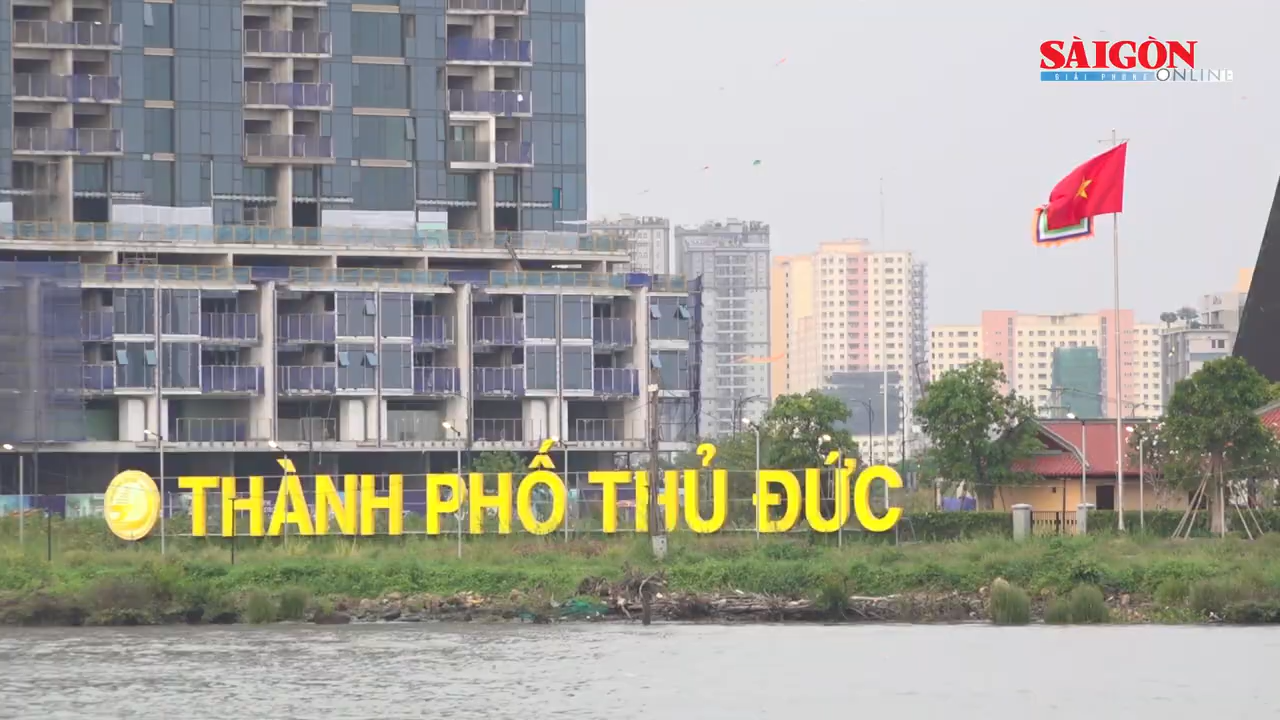 SÀIGÒN
GIẢI PHÓNG ONLINE
THÀNH PHỐ THỦ ĐỨC